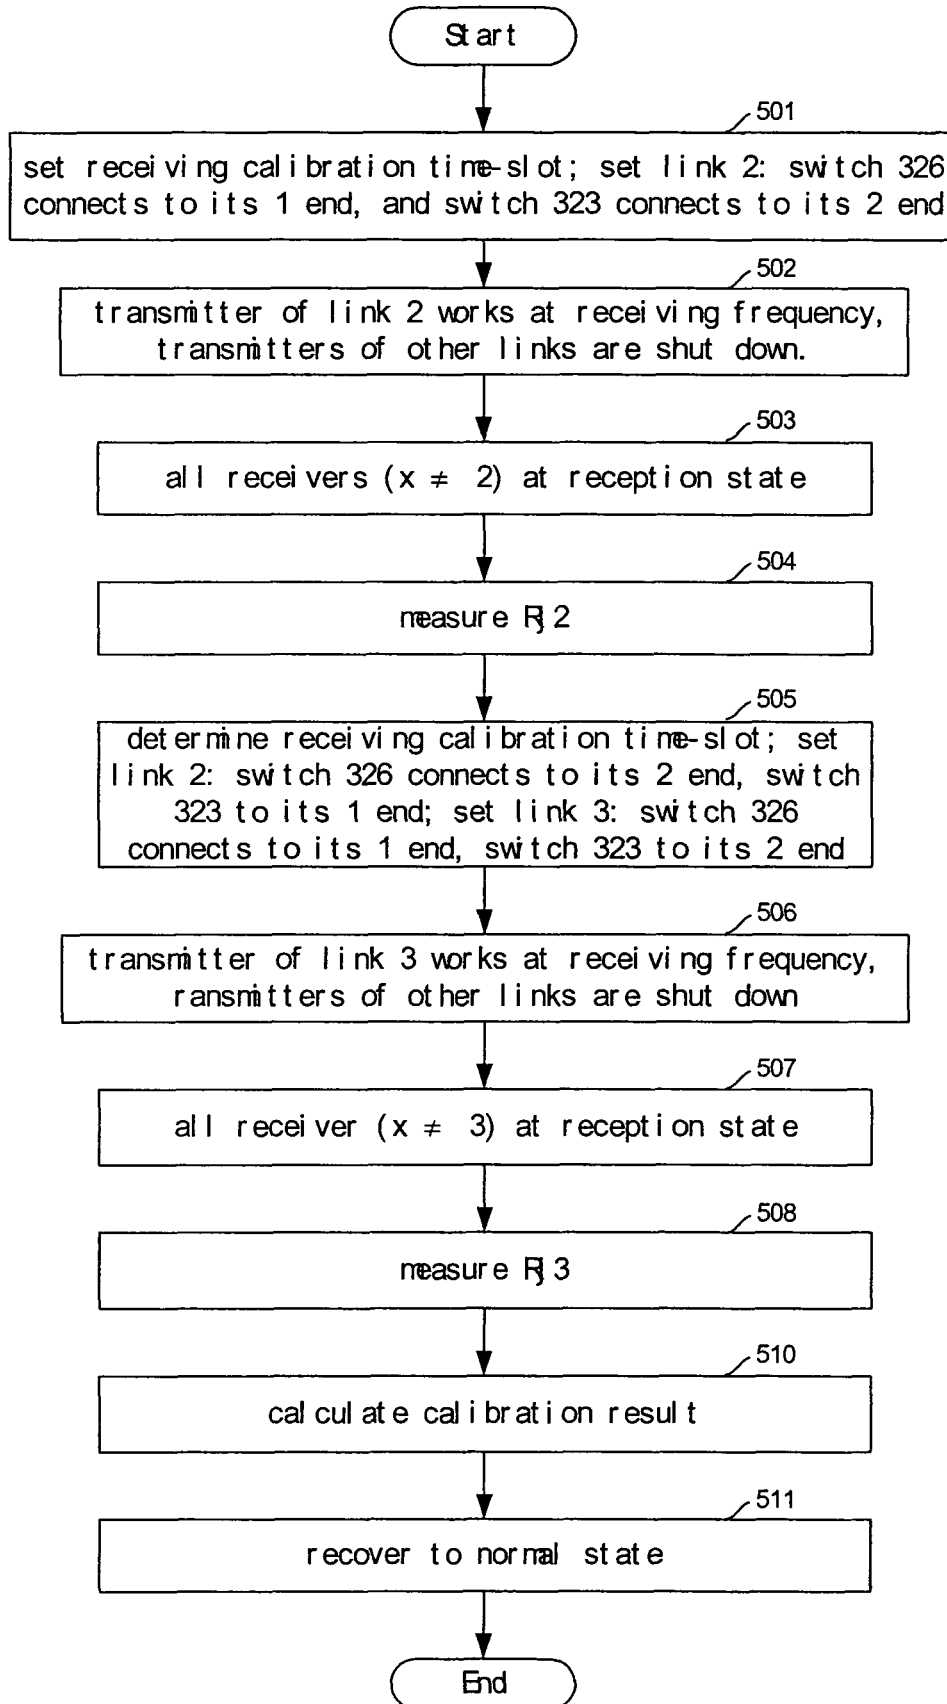 Start
501
set receiving calibration time-slot; set link 2: switch 326
connects to its 1 end, and switch 323 connects to its 2 end
502
transmitter of link 2 works at receiving frequency,
transmitters of other links are shut down.
503
all receivers (x ≠ 2) at reception state
504
measure Rj2
505
determine receiving calibration time-slot; set
link 2: switch 326 connects to its 2 end, switch
323 to its 1 end; set link 3: switch 326
connects to its 1 end, switch 323 to its 2 end
506
transmitter of link 3 works at receiving frequency,
ransmitters of other links are shut down
507
all receiver (x ≠ 3) at reception state
508
measure Rj3
510
calculate calibration result
511
recover to normal state
End